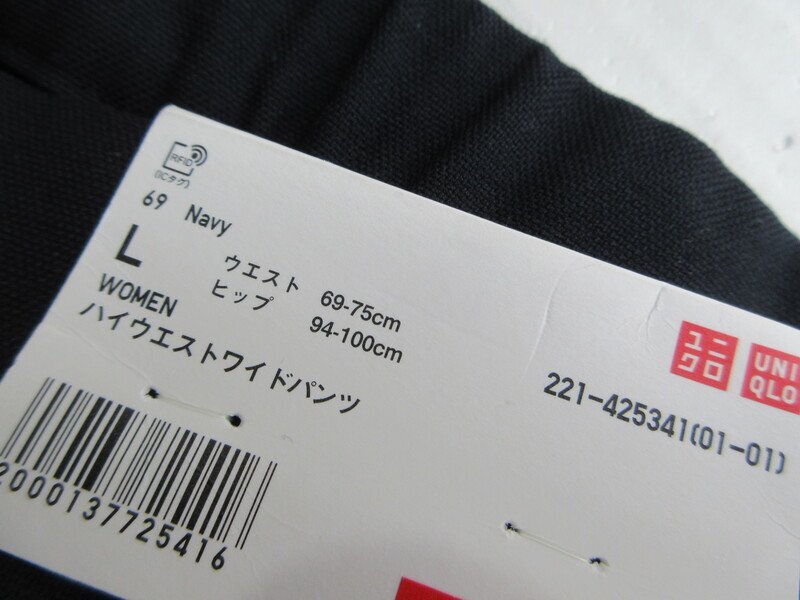 RFID
(ICタグ)
69 Navy
L
ウエスト 69-75cm
ヒップ 94-100cm
WOMEN
ハイウエストワイドパンツ
ユニ
クロ
UNI
QLO
221-425341(01-01)
2000137725416